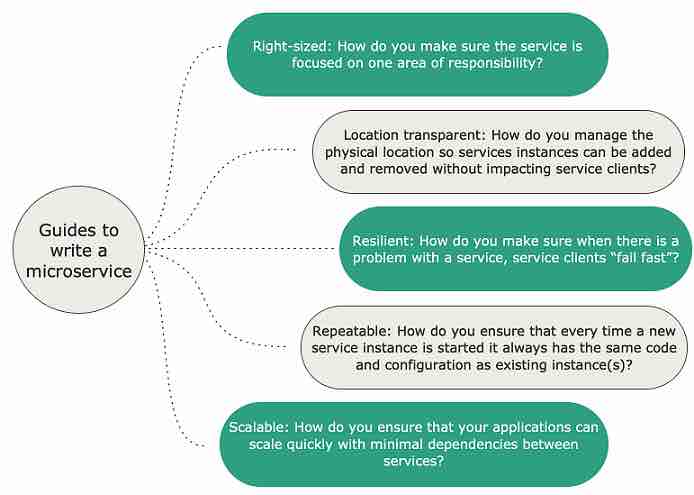 Right-sized: How do you make sure the service is
focused on one area of responsibility?
Location transparent: How do you manage the
physical location so services instances can be added
and removed without impacting service clients?
Guides to
write a
microservice
Resilient: How do you make sure when there is a
problem with a service, service clients “fail fast”?
Repeatable: How do you ensure that every time a new
service instance is started it always has the same code
and configuration as existing instance(s)?
Scalable: How do you ensure that your applications can
scale quickly with minimal dependencies between
services?